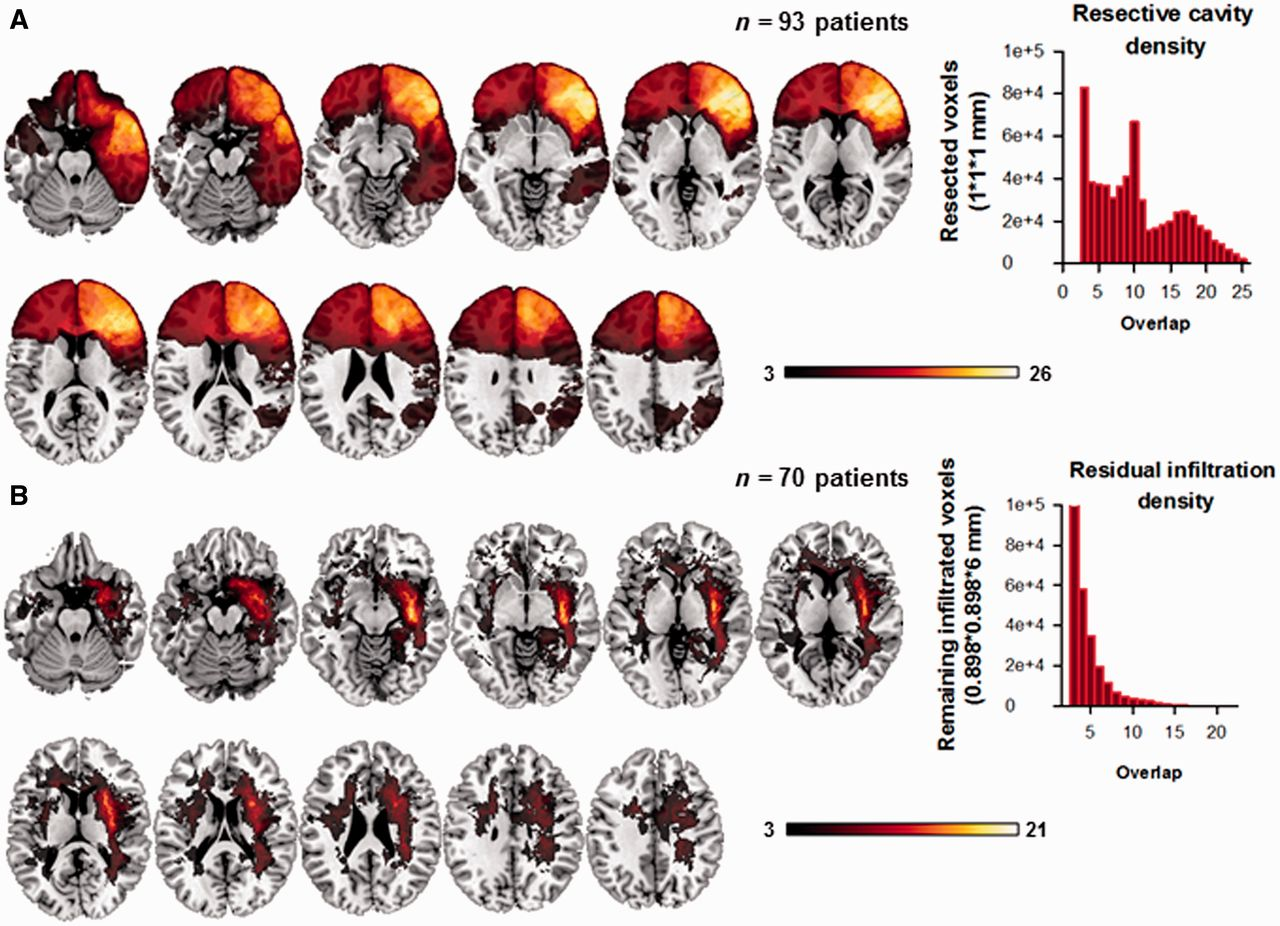 A
n = 93 patients
Resective cavity
density
Resected voxels
(1*1*1 mm)
1e+5
8e+4
6e+4
4e+4
2e+4
0
0 5 10 15 20 25
Overlap
3 26
B
n = 70 patients
Residual infiltration
density
Remaining infiltrated voxels
(0.898*0.898*6 mm)
1e+5
8e+4
6e+4
4e+4
2e+4
0
5 10 15 20
Overlap
3 21